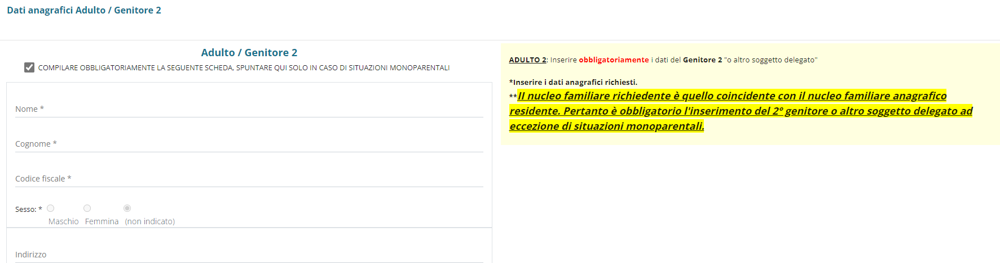 Dati anagrafici Adulto / Genitore 2
Adulto / Genitore 2
COMPILARE OBBLIGATORIAMENTE LA SEGUENTE SCHEDA, SPUNTARE QUI SOLO IN CASO DI SITUAZIONI MONOPARENTALI
Nome *
Cognome *
Codice fiscale *
Sesso: *
Maschio Femmina (non indicato)
Indirizzo
ADULTO 2: Inserire obbligatoriamente i dati del Genitore 2 "o altro soggetto delegato"
*Inserire i dati anagrafici richiesti.
**Il nucleo familiare richiedente è quello coincidente con il nucleo familiare anagrafico
residente. Pertanto è obbligatorio l'inserimento del 2° genitore o altro soggetto delegato ad
eccezione di situazioni monoparentali.